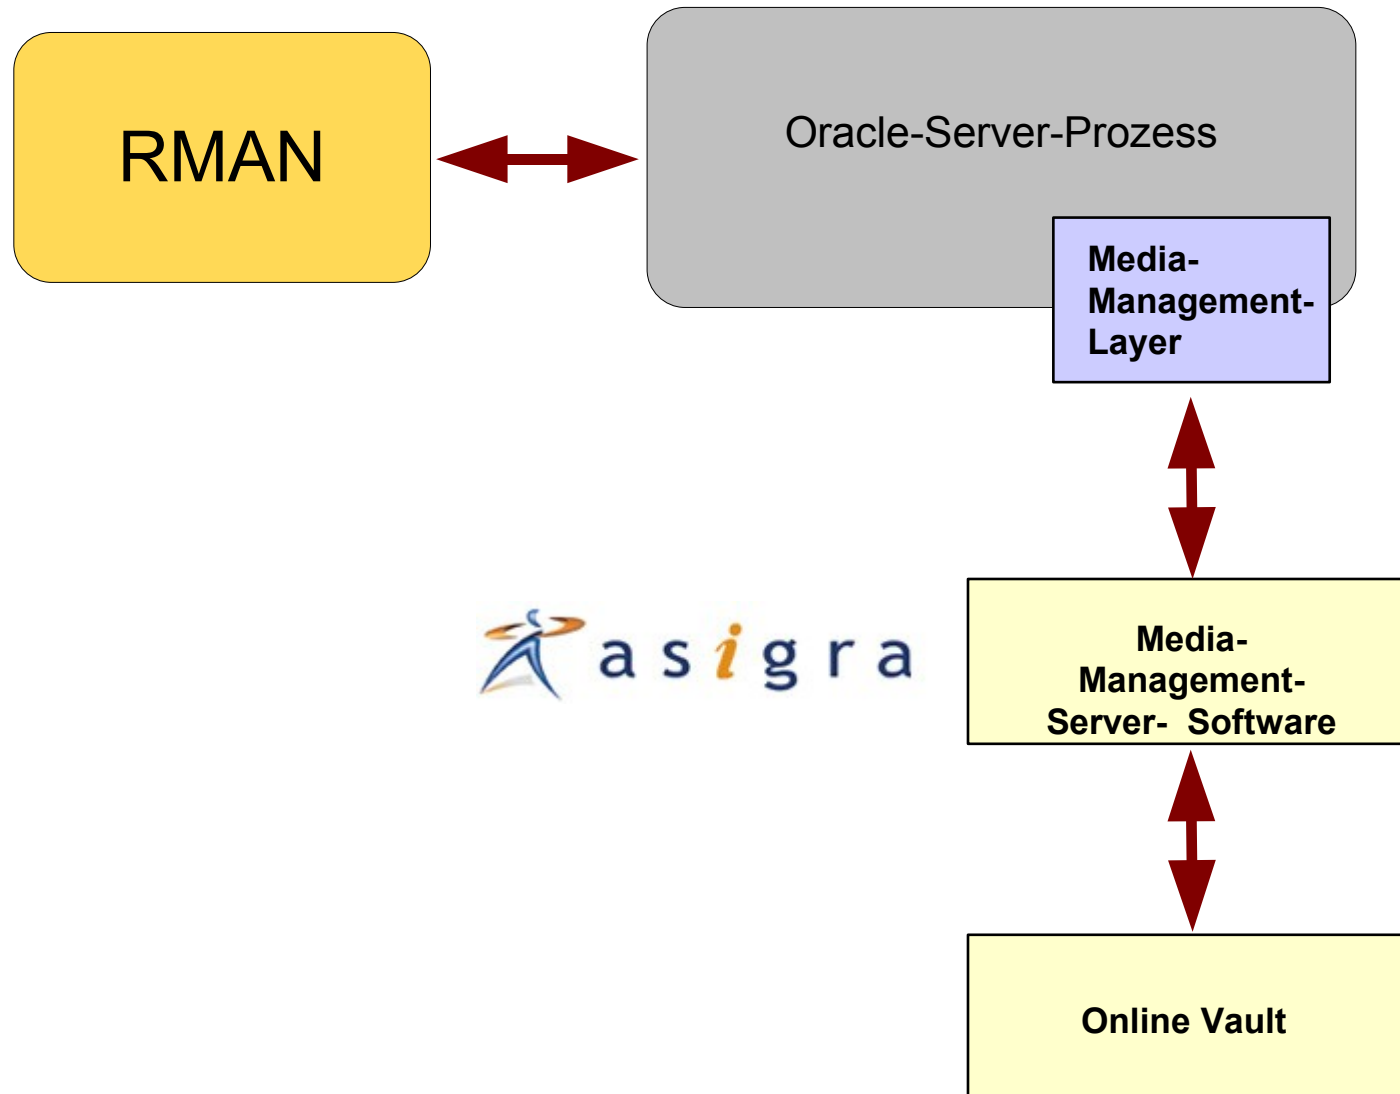 RMAN
Oracle-Server-Prozess
Media-
Management-
Layer
asigra
Media-
Management-
Server- Software
Online Vault